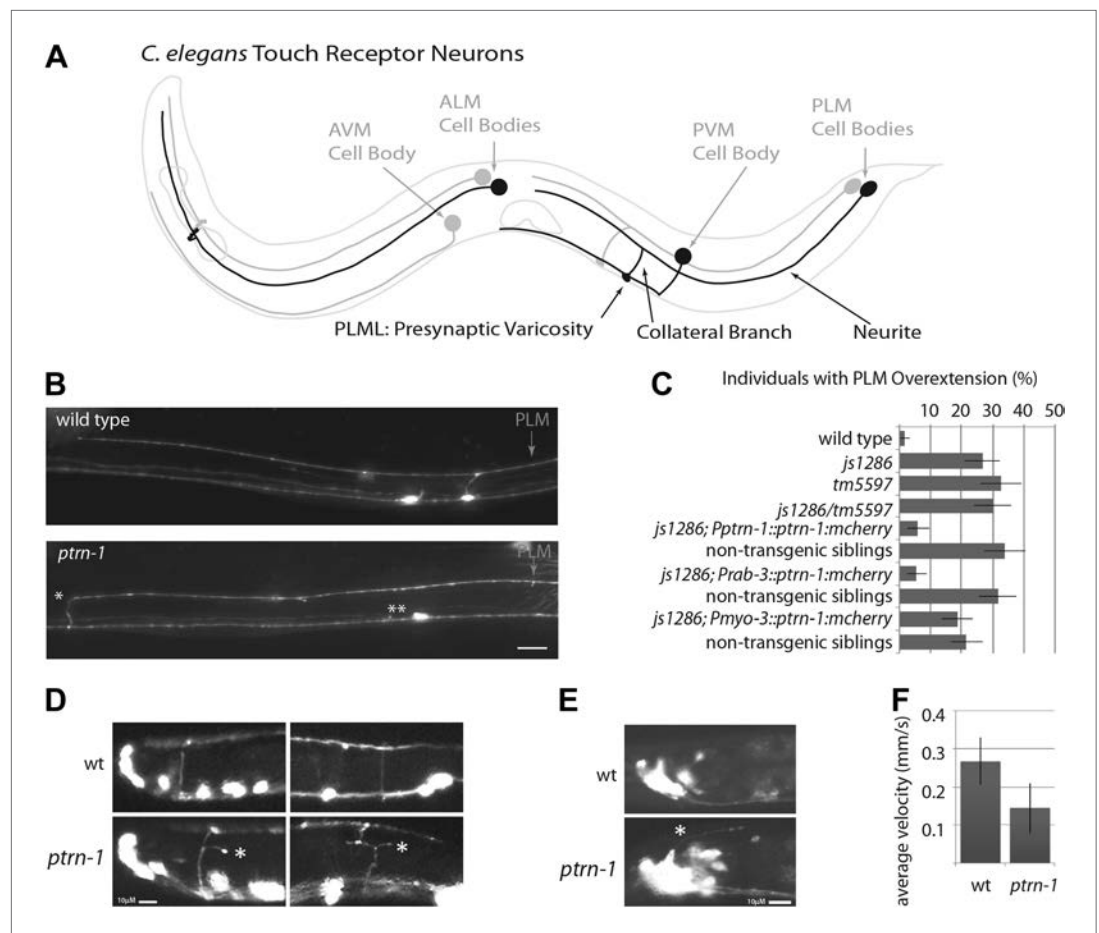 A
C. elegans Touch Receptor Neurons
AVM
Cell Body
ALM
Cell Bodies
PVM
Cell Body
PLM
Cell Bodies
PLML: Presynaptic Varicosity
Collateral Branch
Neurite
B
wild type
PLM
ptrn-1
PLM
*
**
C
Individuals with PLM Overextension (%)
10 20 30 40 50
wild type
js1286
tm5597
js1286/tm5597
js1286; Pptrn-1::ptrn-1:mcherry
non-transgenic siblings
js1286; Prab-3::ptrn-1:mcherry
non-transgenic siblings
js1286; Pmyo-3::ptrn-1:mcherry
non-transgenic siblings
D
wt
ptrn-1
*
*
10µM
E
wt
ptrn-1
*
10µM
F
average velocity (mm/s)
0.4
0.3
0.2
0.1
wt
ptrn-1